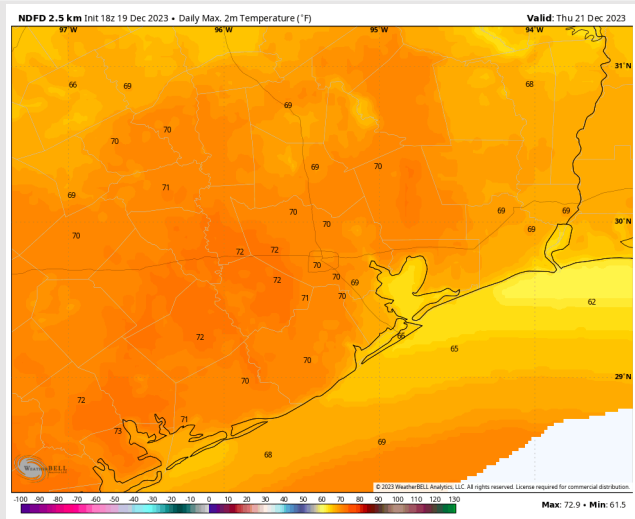 NDFD 2.5 km Init 18z 19 Dec 2023 • Daily Max. 2m Temperature (°F)
Valid: Thu 21 Dec 2023
97°W 96°W 95°W 94°W
31°N
66 69 68
69
70
70
69 70
71
69
70 69 69
30°N
70 69
70
72 72
70
72 70 69
71 70
62
66
72 65
70
29°N
70
72
71
73
69
68
WeatherBELL
© 2023 WeatherBELL Analytics, LLC. All rights reserved. License required for commercial distribution.
-100 -90 -80 -70 -60 -50 -40 -30 -20 -10 0 10 20 30 40 50 60 70 80 90 100 110 120 130
Max: 72.9 • Min: 61.5